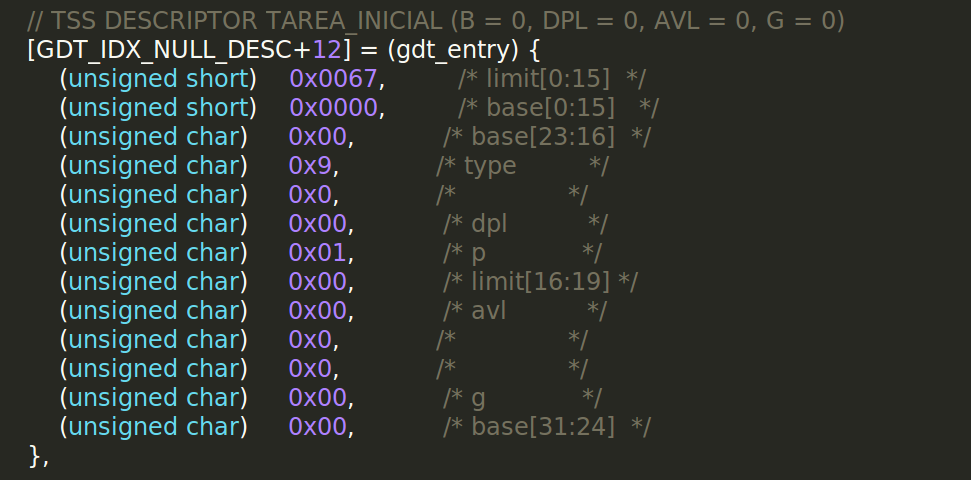 // TSS DESCRIPTOR TAREA_INICIAL (B = 0, DPL = 0, AVL = 0, G = 0)
[GDT_IDX_NULL_DESC+12] = (gdt_entry) {
(unsigned short) 0x0067, /* limit[0:15] */
(unsigned short) 0x0000, /* base[0:15] */
(unsigned char) 0x00, /* base[23:16] */
(unsigned char) 0x9, /* type */
(unsigned char) 0x0, /* */
(unsigned char) 0x00, /* dpl */
(unsigned char) 0x01, /* p */
(unsigned char) 0x00, /* limit[16:19] */
(unsigned char) 0x00, /* avl */
(unsigned char) 0x0, /* */
(unsigned char) 0x0, /* */
(unsigned char) 0x00, /* g */
(unsigned char) 0x00, /* base[31:24] */
},